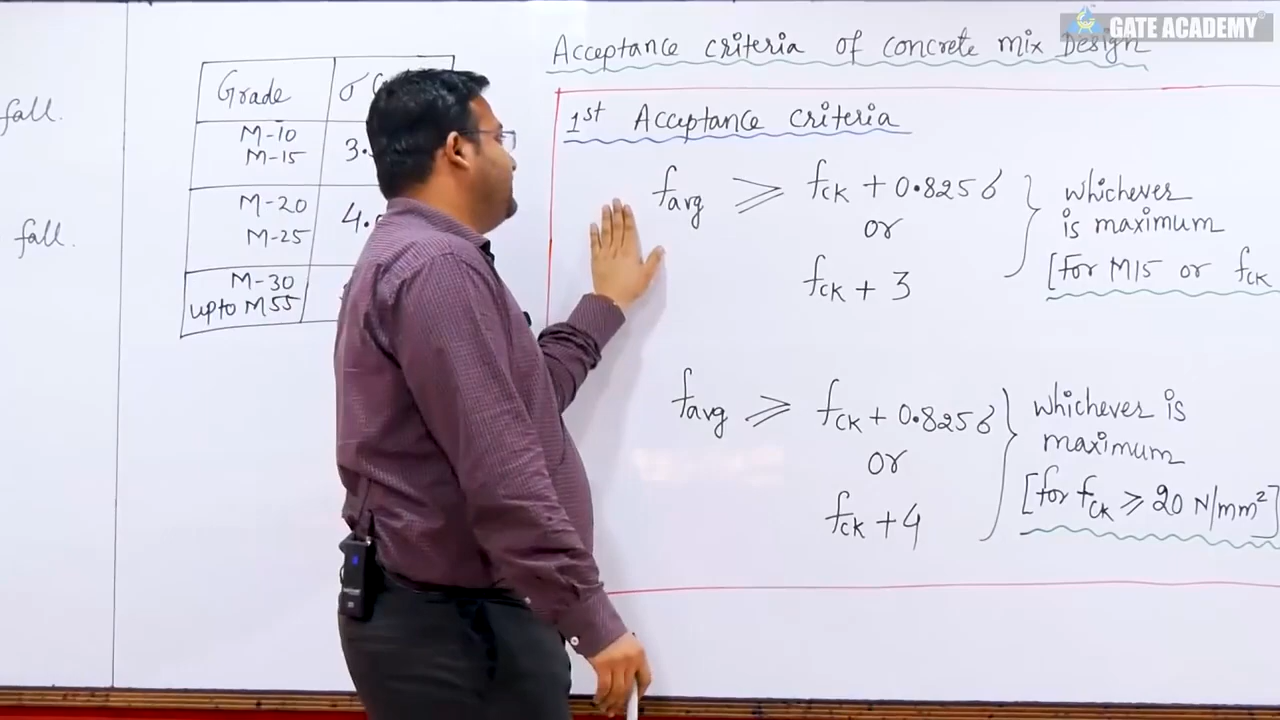 GATE ACADEMY
Acceptance criteria of concrete mix Design
fall.
fall.
Grade σ
M-10
M-15
3.
M-20
M-25
4.
M-30
upto M55
1st Acceptance criteria
favg ⩾ fck + 0.825σ
or
fck + 3
whichever
is maximum
[for M15 or fck
favg ⩾ fck + 0.825σ
or
fck + 4
whichever is
maximum
[for fck ⩾ 20 N/mm²]